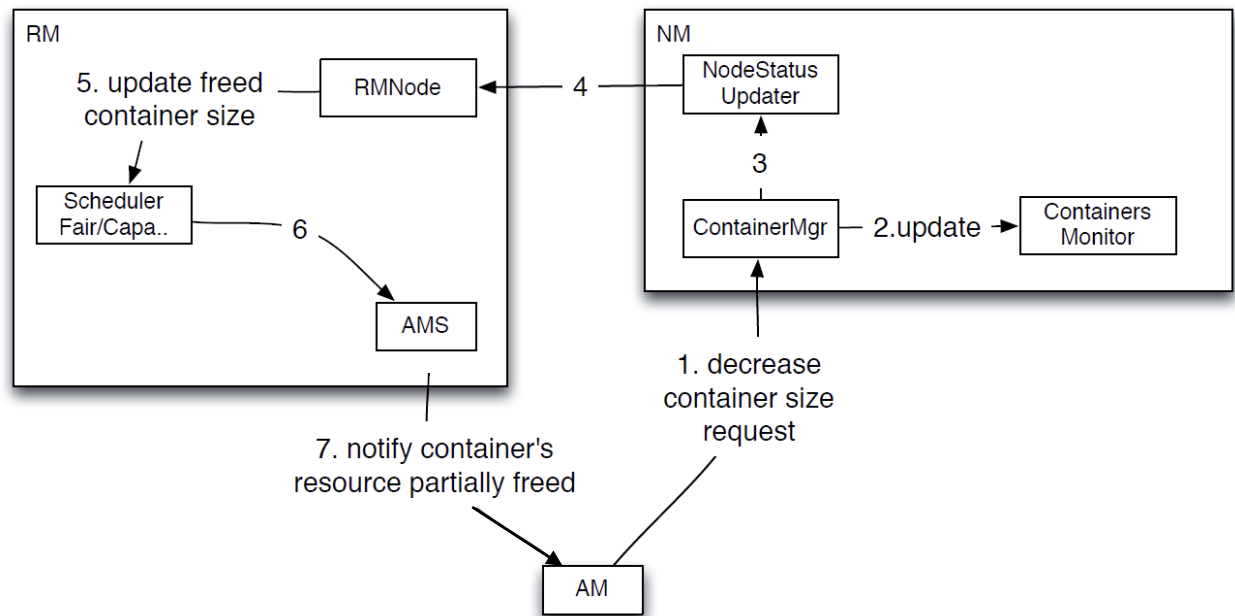 RM
5. update freed
container size
RMNode
Scheduler
Fair/Capa..
6
AMS
4
NM
NodeStatus
Updater
3
ContainerMgr
2.update
Containers
Monitor
1. decrease
container size
request
7. notify container's
resource partially freed
AM